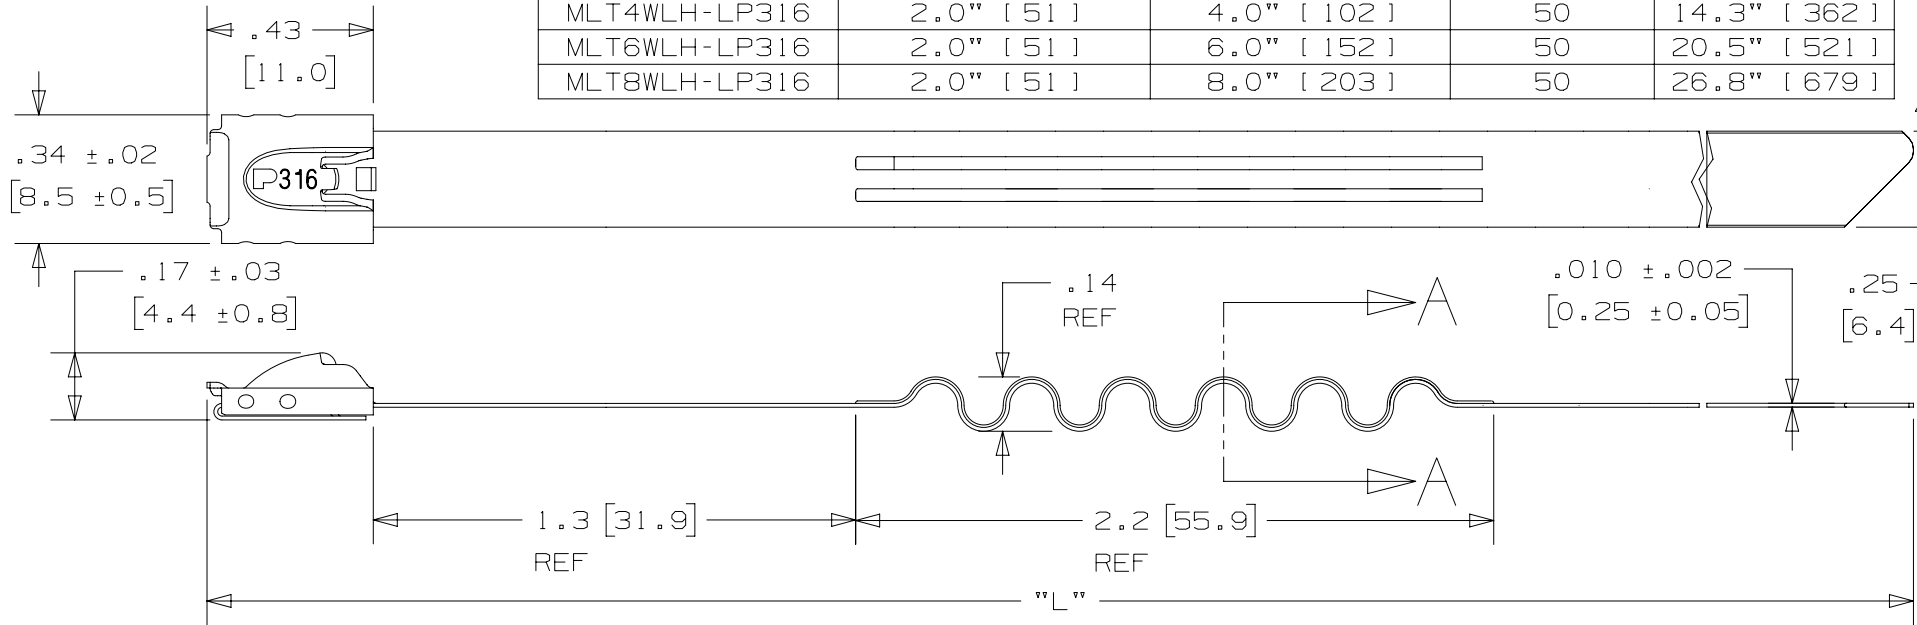 MLT4WLH-LP316 2.0" [ 51 ] 4.0" [ 102 ] 50 14.3" [ 362 ]
MLT6WLH-LP316 2.0" [ 51 ] 6.0" [ 152 ] 50 20.5" [ 521 ]
MLT8WLH-LP316 2.0" [ 51 ] 8.0" [ 203 ] 50 26.8" [ 679 ]
.43
[11.0]
.34 ±.02
[8.5 ±0.5]
P316
.17 ±.03
[4.4 ±0.8]
.14
REF
A
.010 ±.002
[0.25 ±0.05]
.25
[6.4]
A
1.3 [31.9]
REF
2.2 [55.9]
REF
"L"